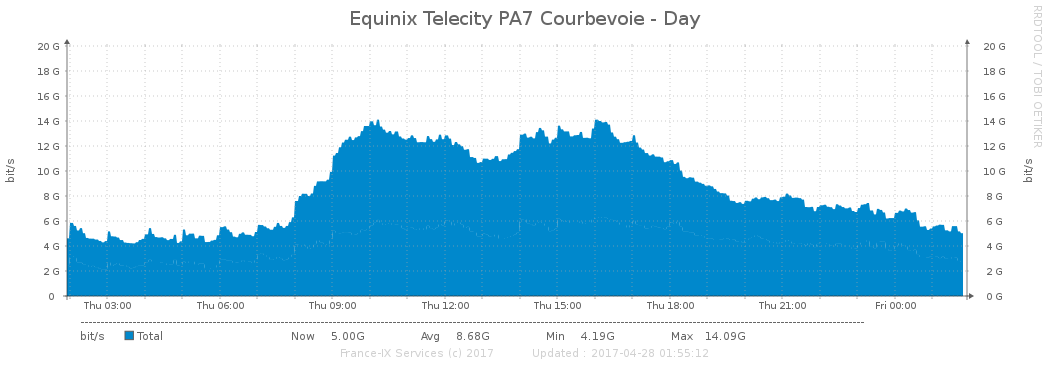 Equinix Telecity PA7 Courbevoie - Day
RRDTOOL / TOBI OETIKER
bit/s
20 G 20 G
18 G 18 G
16 G 16 G
14 G 14 G
12 G 12 G
10 G 10 G
8 G 8 G
6 G 6 G
4 G 4 G
2 G 2 G
0 0 G
bit/s
Thu 03:00 Thu 06:00 Thu 09:00 Thu 12:00 Thu 15:00 Thu 18:00 Thu 21:00 Fri 00:00
bit/s Total Now 5.00G Avg 8.68G Min 4.19G Max 14.09G
France-IX Services (c) 2017 Updated : 2017-04-28 01:55:12